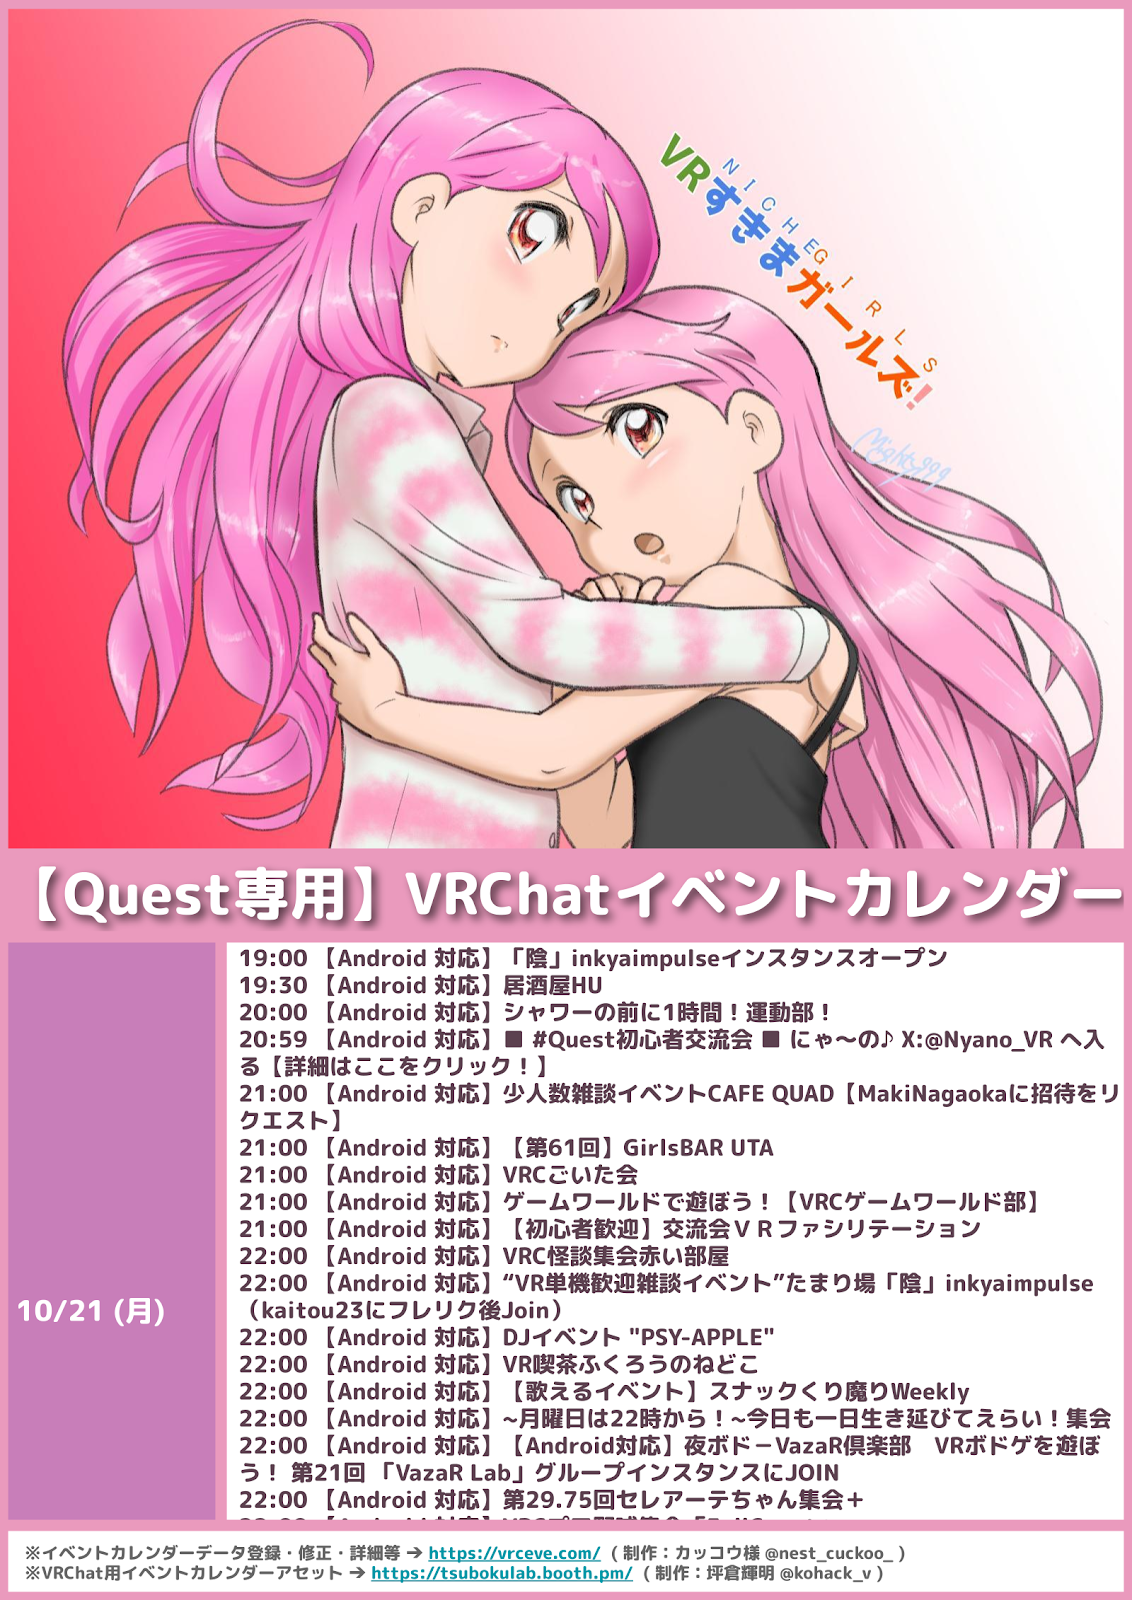 NICHE GIRLS
VRすきまガールズ!
Mighty999
【Quest専用】VRChatイベントカレンダー
10/21 (月)
19:00 【Android 対応】「陰」inkyaimpulseインスタンスオープン
19:30 【Android 対応】居酒屋HU
20:00 【Android 対応】シャワーの前に1時間！運動部！
20:59 【Android 対応】■ #Quest初心者交流会 ■ にゃ～の♪ X:@Nyano_VR へ入
る【詳細はここをクリック！】
21:00 【Android 対応】少人数雑談イベントCAFE QUAD【MakiNagaokaに招待をリ
クエスト】
21:00 【Android 対応】【第61回】GirlsBAR UTA
21:00 【Android 対応】VRCごいた会
21:00 【Android 対応】ゲームワールドで遊ぼう！【VRCゲームワールド部】
21:00 【Android 対応】【初心者歓迎】交流会ＶＲファシリテーション
22:00 【Android 対応】VRC怪談集会赤い部屋
22:00 【Android 対応】“VR単機歓迎雑談イベント”たまり場「陰」inkyaimpulse
（kaitou23にフレリク後Join）
22:00 【Android 対応】DJイベント "PSY-APPLE"
22:00 【Android 対応】VR喫茶ふくろうのねどこ
22:00 【Android 対応】【歌えるイベント】スナックくり魔りWeekly
22:00 【Android 対応】~月曜日は22時から！~今日も一日生き延びてえらい！集会
22:00 【Android 対応】【Android対応】夜ボドーVazaR倶楽部　VRボドゲを遊ぼ
う！ 第21回 「VazaR Lab」グループインスタンスにJOIN
22:00 【Android 対応】第29.75回セレアーテちゃん集会＋
※イベントカレンダーデータ登録・修正・詳細等 → https://vrceve.com/ ( 制作：カッコウ様 @nest_cuckoo_ )
※VRChat用イベントカレンダーアセット → https://tsubokulab.booth.pm/ ( 制作：坪倉輝明 @kohack_v )